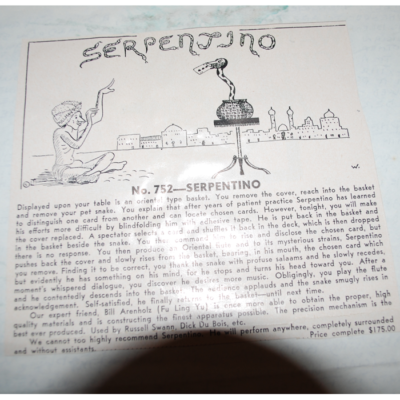 SERPENTINO
No. 752—SERPENTINO
Displayed upon your table is an oriental type basket. You remove the cover, reach into the basket
and remove your pet snake. You explain that after years of patient practice Serpentino has learned
to distinguish one card from another and can locate chosen cards. However, tonight, you will make
his efforts more difficult by blindfolding him with adhesive tape. He is put back in the basket and
the cover replaced. A spectator selects a card and shuffles it back in the deck, which is then dropped
in the basket beside the snake. You then command rise and disclose the chosen card, but
there is no response. You then produce an Oriental flute and to its mysterious strains, Serpentino
pushes back the cover and slowly rises from the basket, bearing, in his mouth, the chosen card which
you remove. Finding it to be correct, you thank the snake with profuse salaams and he slowly recedes,
but evidently he has something on his mind, for he stops and turns his head toward you. After a
moment's whispered dialogue, you discover he desires more music. Obligingly, you play the flute
and he contentedly descends into the basket. The audience applauds and the snake smugly rises in
acknowledgement. Self-satisfied, he finally returns to the basket—until next time.
Our expert friend, Bill Arenholz (Fu Ling Yu) is once more able to obtain the proper, high
quality materials and is constructing the finest apparatus possible. The precision mechanism is the
best ever produced. Used by Russell Swann, Dick Du Bois, etc.
We cannot too highly recommend Serpentino. He will perform anywhere, completely surrounded
and without assistants. Price complete $175.00